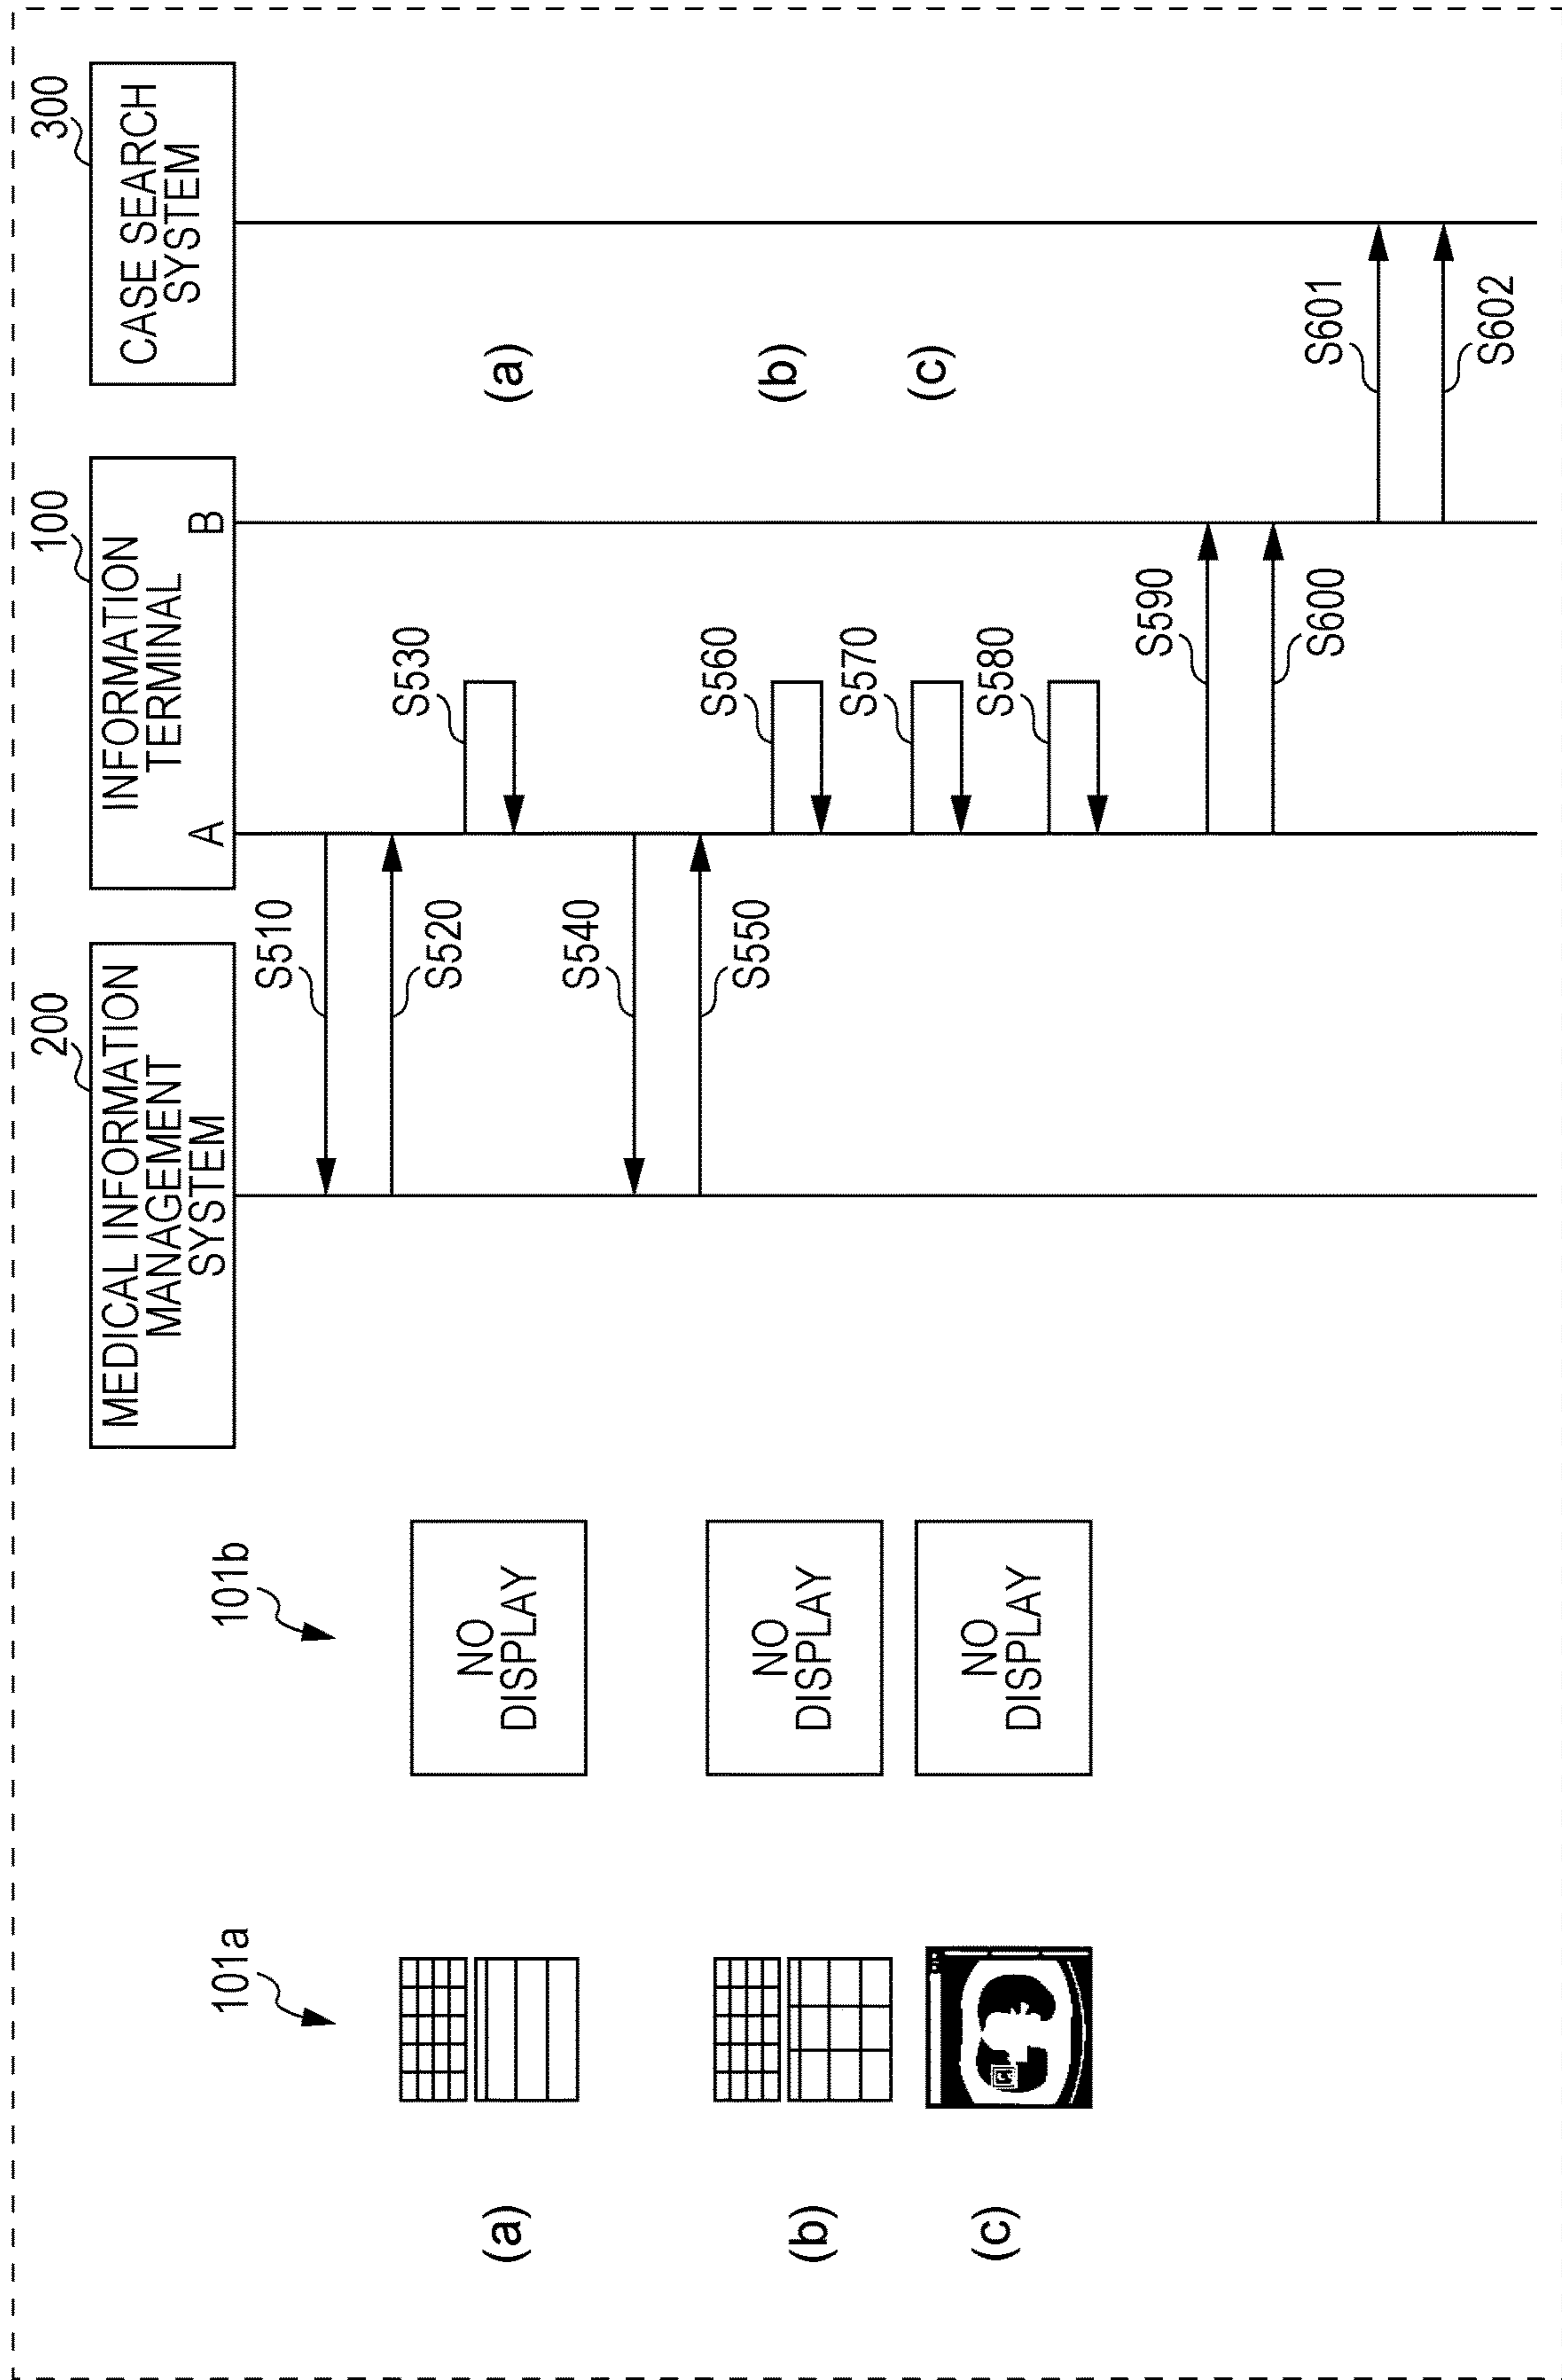 200
MEDICAL INFORMATION
MANAGEMENT
SYSTEM
100
INFORMATION
TERMINAL
A
B
300
CASE SEARCH
SYSTEM
101a
101b
S510
S520
(a)
NO
DISPLAY
S530
(a)
S540
S550
(b)
NO
DISPLAY
S560
(b)
(c)
NO
DISPLAY
S570
(c)
S580
S590
S600
S601
S602